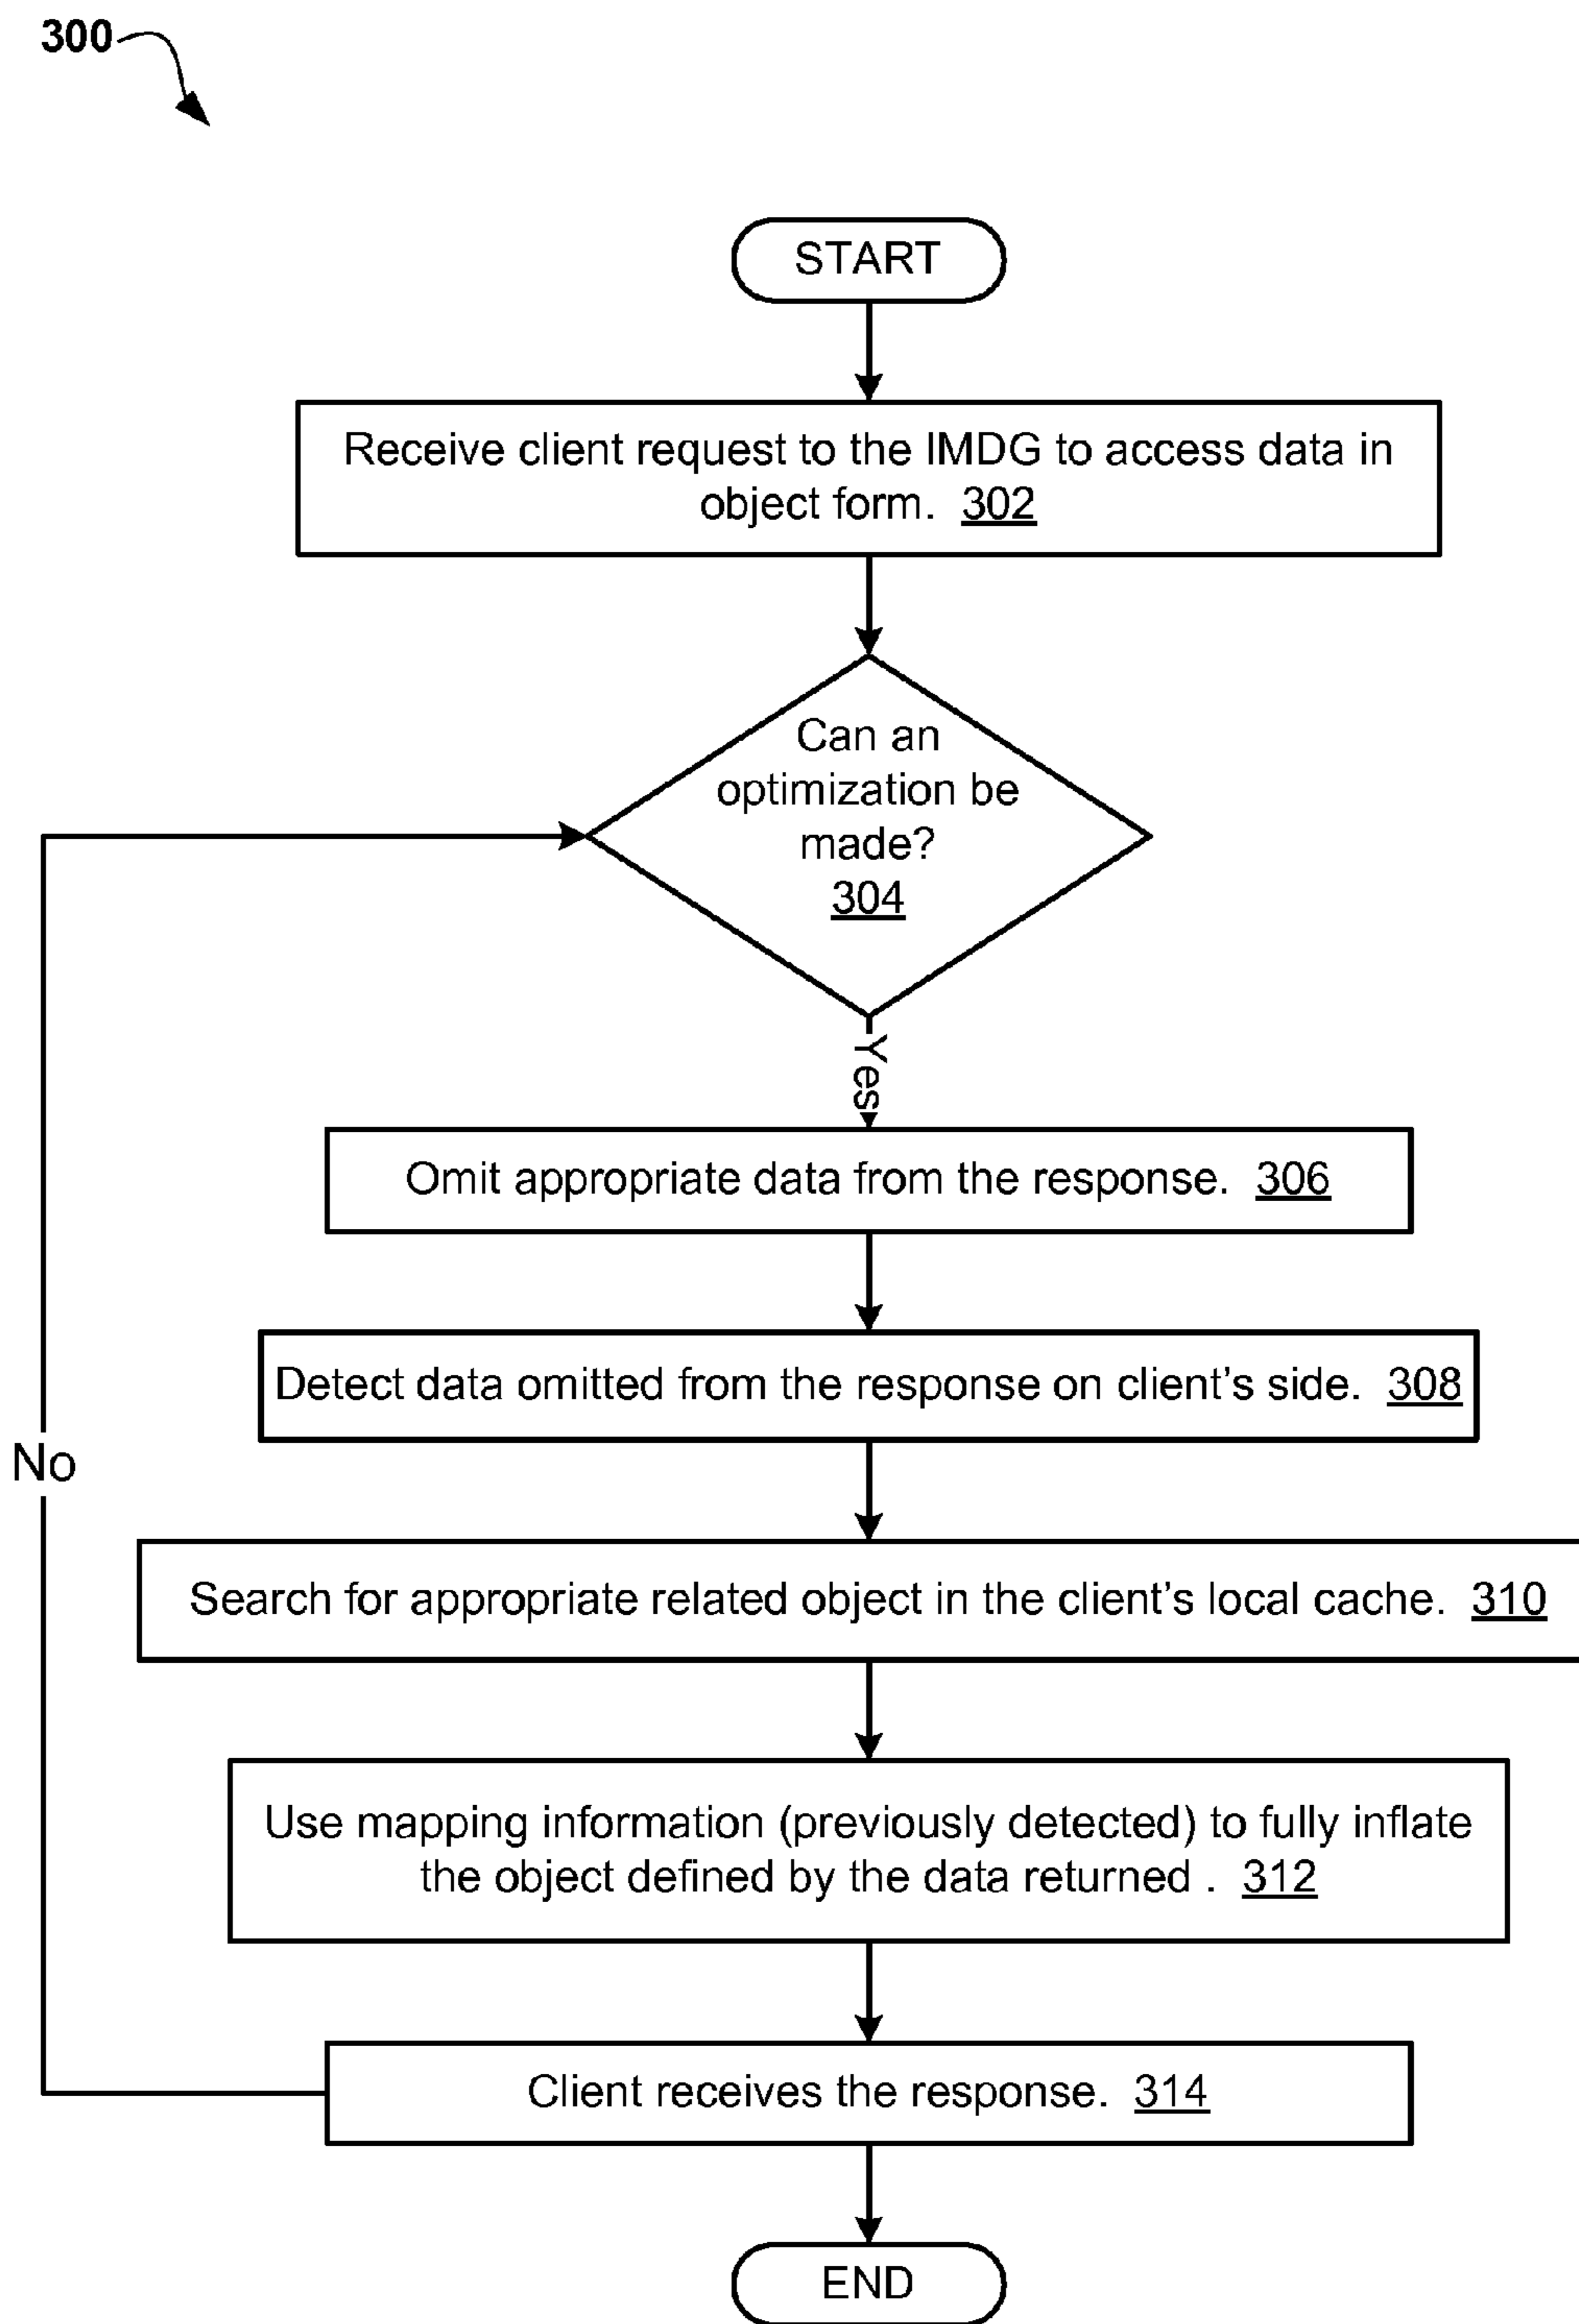 300
START
Receive client request to the IMDG to access data in
object form. 302
Can an
optimization be
made?
304
Yes
Omit appropriate data from the response. 306
Detect data omitted from the response on client's side. 308
No
Search for appropriate related object in the client's local cache. 310
Use mapping information (previously detected) to fully inflate
the object defined by the data returned . 312
Client receives the response. 314
END